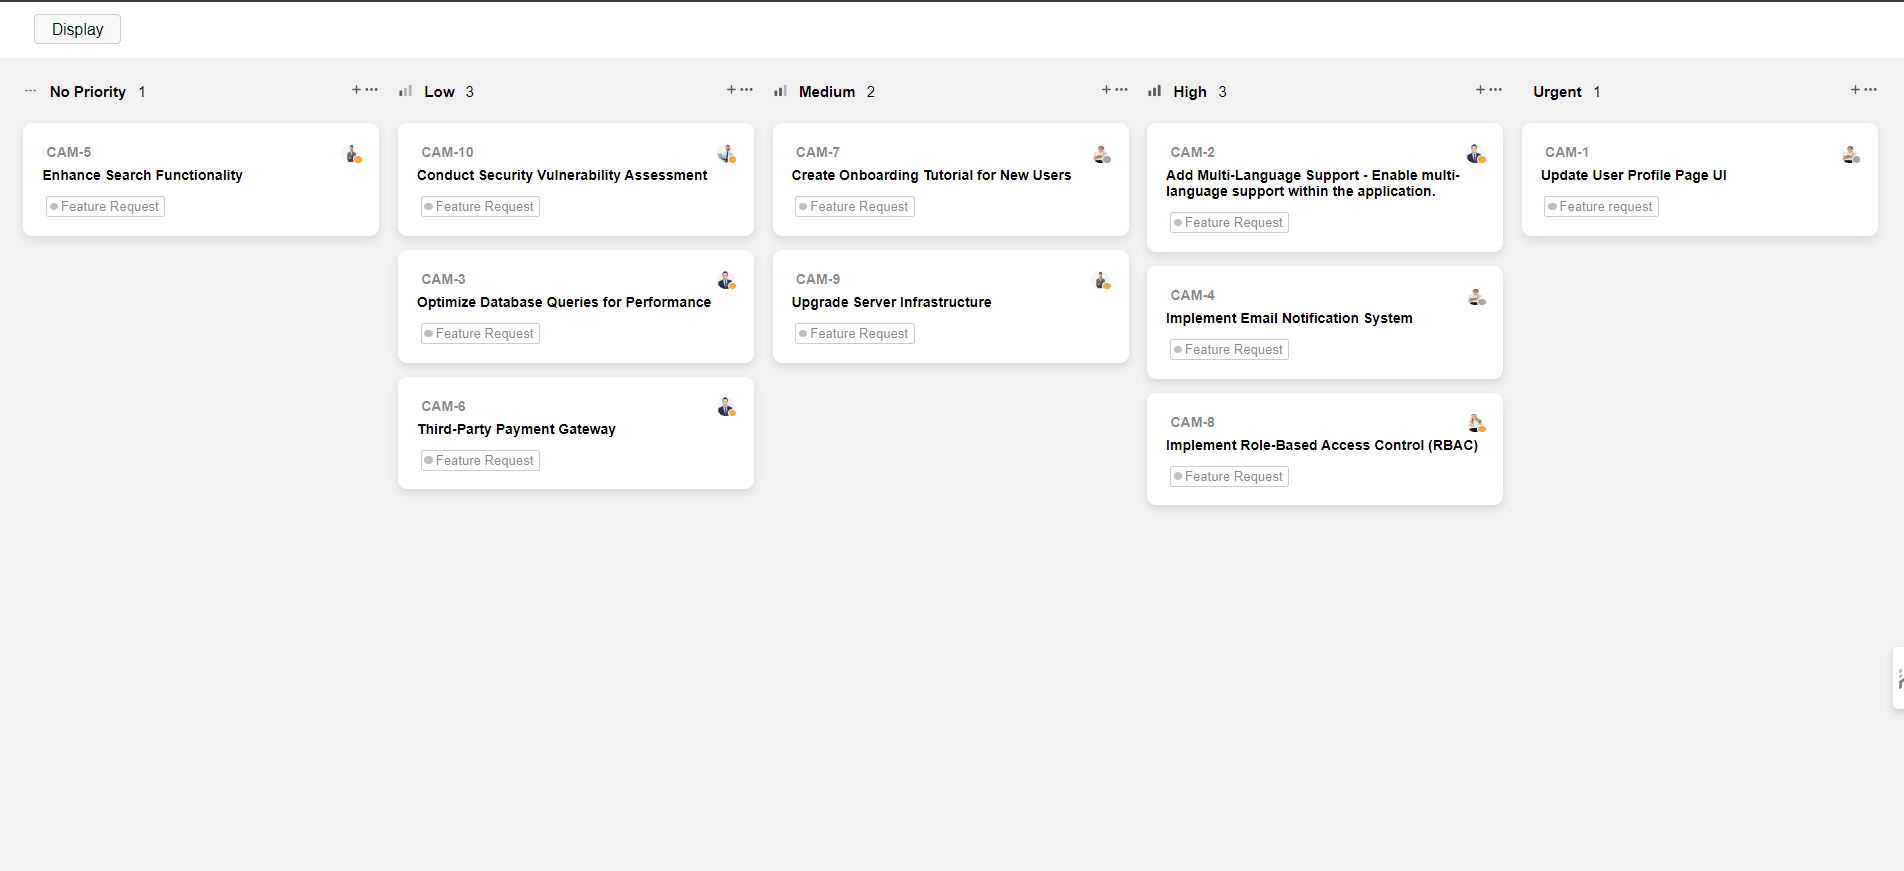 Display
No Priority 1
CAM-5
Enhance Search Functionality
Feature Request
Low 3
CAM-10
Conduct Security Vulnerability Assessment
Feature Request
CAM-3
Optimize Database Queries for Performance
Feature Request
CAM-6
Third-Party Payment Gateway
Feature Request
Medium 2
CAM-7
Create Onboarding Tutorial for New Users
Feature Request
CAM-9
Upgrade Server Infrastructure
Feature Request
High 3
CAM-2
Add Multi-Language Support - Enable multi-
language support within the application.
Feature Request
CAM-4
Implement Email Notification System
Feature Request
CAM-8
Implement Role-Based Access Control (RBAC)
Feature Request
Urgent 1
CAM-1
Update User Profile Page UI
Feature request